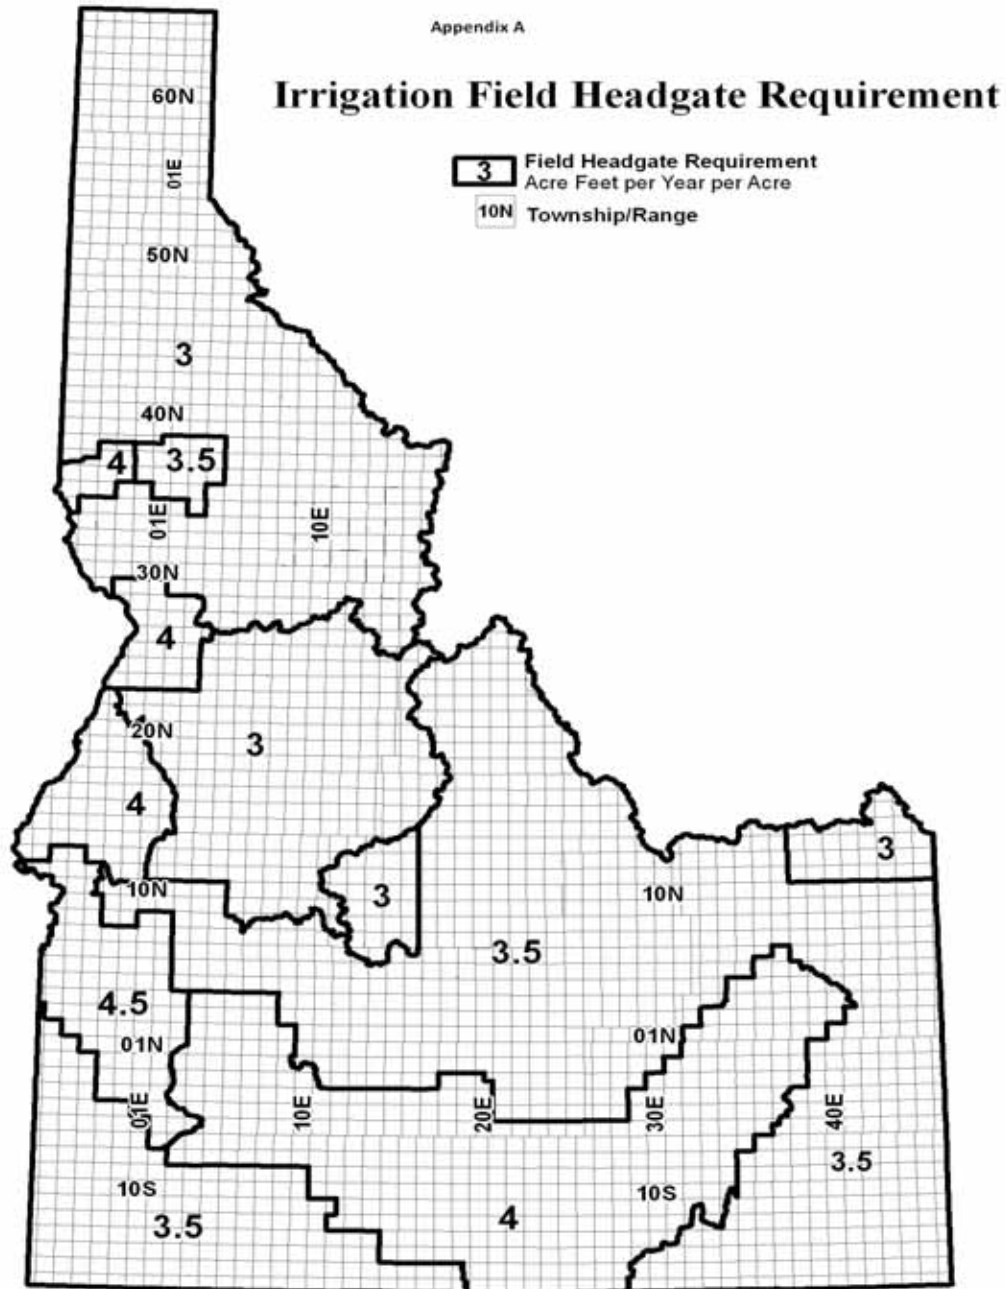 Appendix A
Irrigation Field Headgate Requirement
3 Field Headgate Requirement
Acre Feet per Year per Acre
10N Township/Range
60N
01E
50N
3
40N
4 3.5
01E 10E
30N
4
20N 3
4
3
10N 3 10N
3.5
4.5
01N 01N
01E 10E 20E 30E 40E
3.5
10S 10S
3.5 4